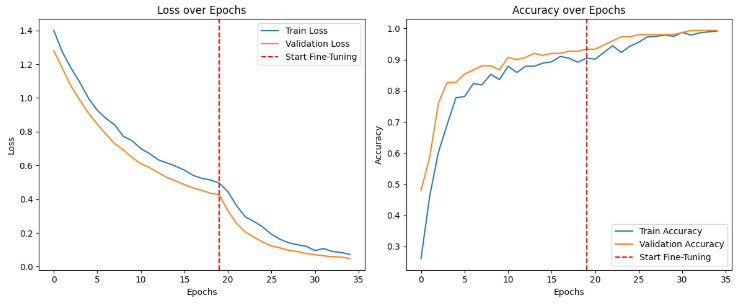 Loss over Epochs
Train Loss
Validation Loss
Start Fine-Tuning
1.4
1.2
1.0
0.8
0.6
0.4
0.2
0.0
Loss
0 5 10 15 20 25 30 35
Epochs
Accuracy over Epochs
1.0
0.9
0.8
0.7
0.6
0.5
0.4
0.3
Accuracy
Train Accuracy
Validation Accuracy
Start Fine-Tuning
0 5 10 15 20 25 30 35
Epochs